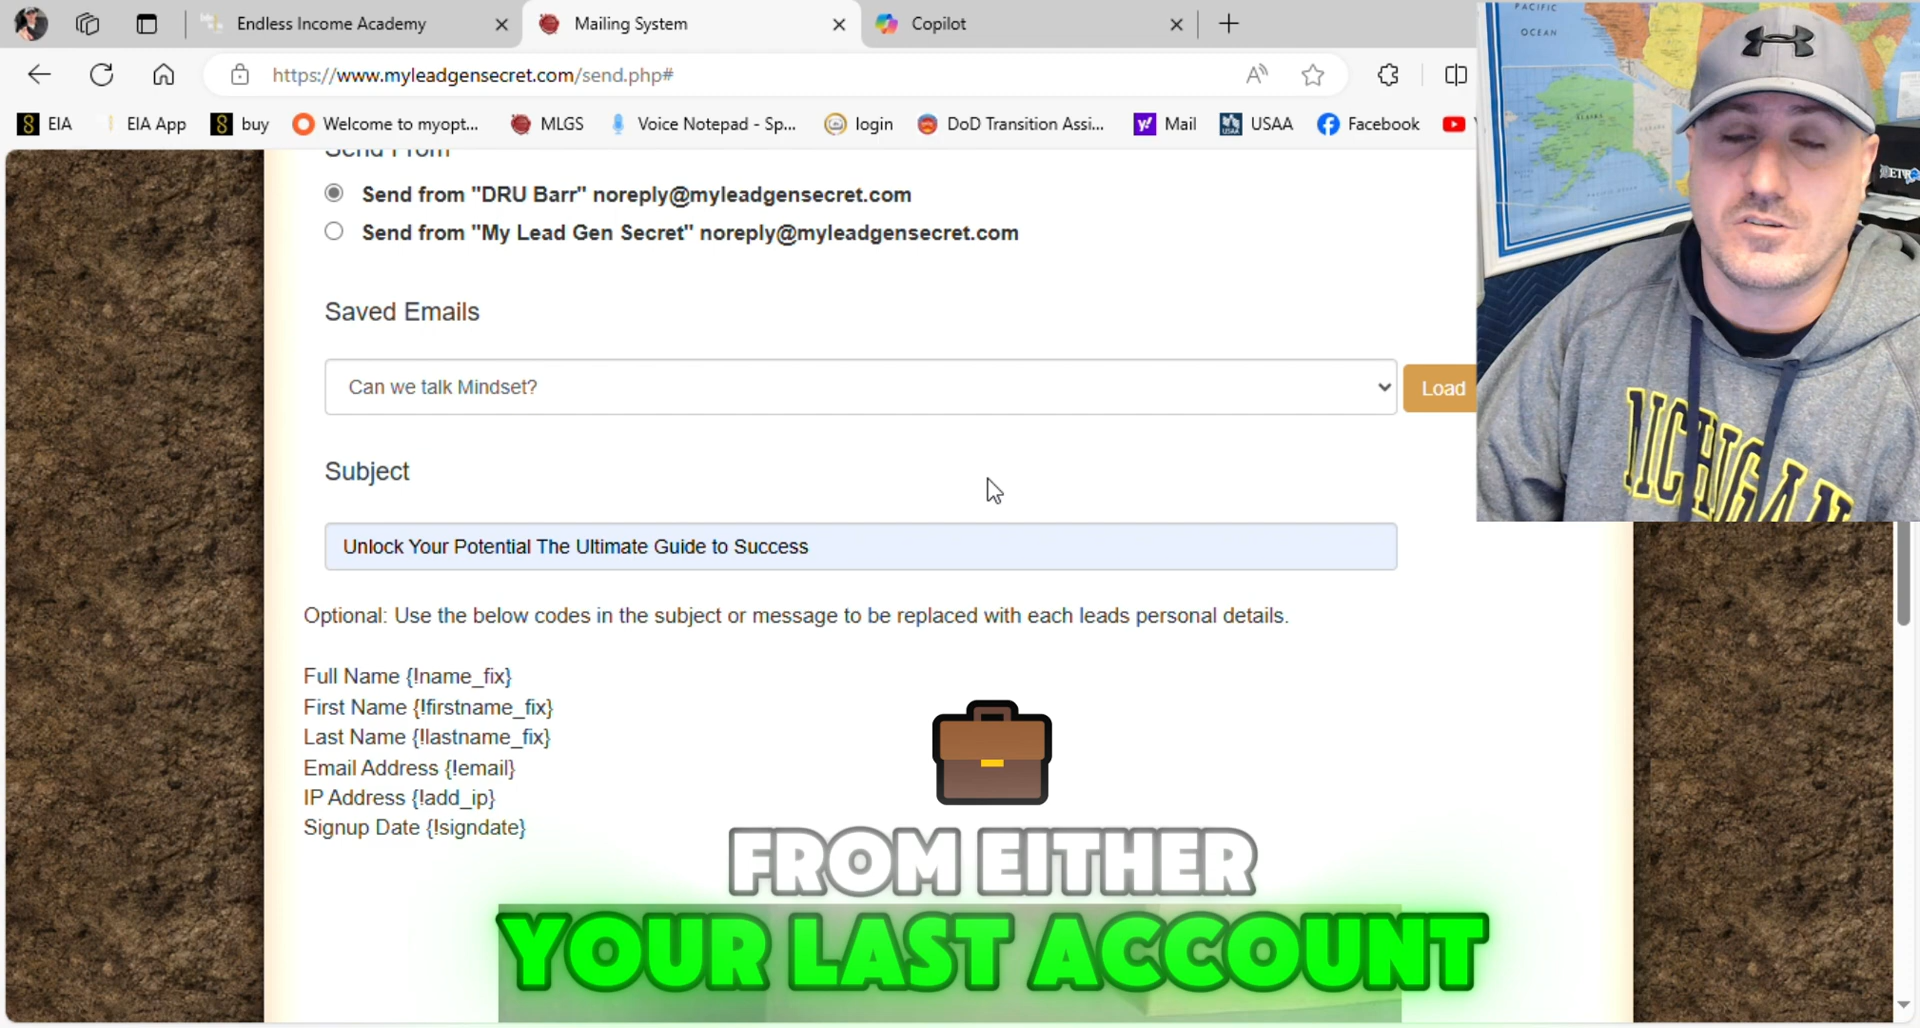 Endless Income Academy
Mailing System
Copilot
https://www.myleadgensecret.com/send.php#
EIA
EIA App
buy
Welcome to myopt...
MLGS
Voice Notepad - Sp...
login
DoD Transition Assi...
Mail
USAA
Facebook
PACIFIC
OCEAN
Send From
Send from "DRU Barr" noreply@myleadgensecret.com
Send from "My Lead Gen Secret" noreply@myleadgensecret.com
Saved Emails
Can we talk Mindset?
Load
MICHIGAN
Subject
Unlock Your Potential The Ultimate Guide to Success
Optional: Use the below codes in the subject or message to be replaced with each leads personal details.
Full Name {!name_fix}
First Name {!firstname_fix}
Last Name {!lastname_fix}
Email Address {!email}
IP Address {!add_ip}
Signup Date {!signdate}
FROM EITHER
YOUR LAST ACCOUNT